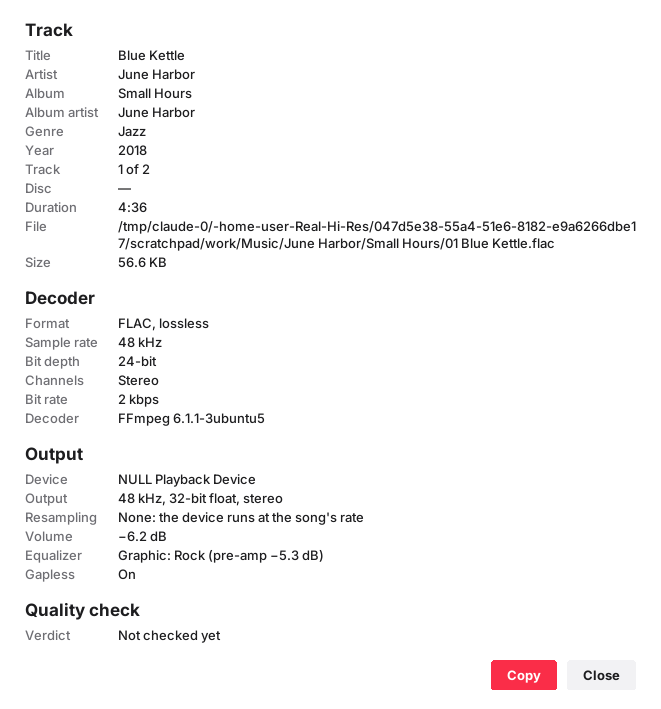 Track
Title Blue Kettle
Artist June Harbor
Album Small Hours
Album artist June Harbor
Genre Jazz
Year 2018
Track 1 of 2
Disc —
Duration 4:36
File /tmp/claude-0/-home-user-Real-Hi-Res/047d5e38-55a4-51e6-8182-e9a6266dbe1
7/scratchpad/work/Music/June Harbor/Small Hours/01 Blue Kettle.flac
Size 56.6 KB
Decoder
Format FLAC, lossless
Sample rate 48 kHz
Bit depth 24-bit
Channels Stereo
Bit rate 2 kbps
Decoder FFmpeg 6.1.1-3ubuntu5
Output
Device NULL Playback Device
Output 48 kHz, 32-bit float, stereo
Resampling None: the device runs at the song's rate
Volume −6.2 dB
Equalizer Graphic: Rock (pre-amp −5.3 dB)
Gapless On
Quality check
Verdict Not checked yet
Copy Close